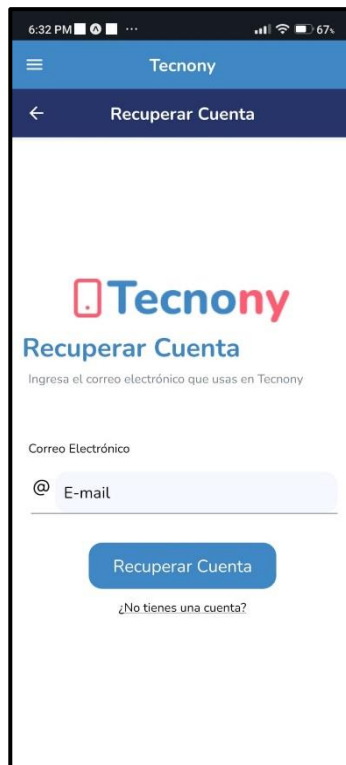 6:32 PM ... 67%
Tecnony
Recuperar Cuenta
Tecnony
Recuperar Cuenta
Ingresa el correo electrónico que usas en Tecnony
Correo Electrónico
@ E-mail
Recuperar Cuenta
¿No tienes una cuenta?